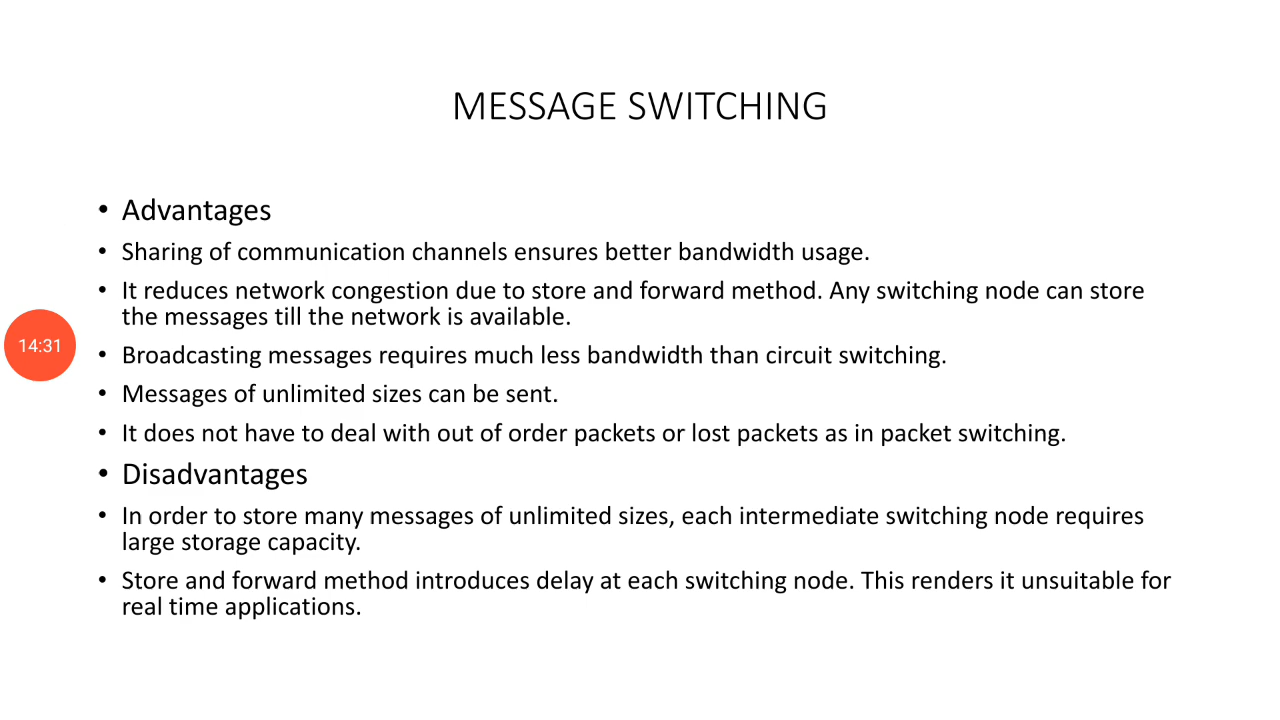 MESSAGE SWITCHING
• Advantages
• Sharing of communication channels ensures better bandwidth usage.
• It reduces network congestion due to store and forward method. Any switching node can store
the messages till the network is available.
14:31
• Broadcasting messages requires much less bandwidth than circuit switching.
• Messages of unlimited sizes can be sent.
• It does not have to deal with out of order packets or lost packets as in packet switching.
• Disadvantages
• In order to store many messages of unlimited sizes, each intermediate switching node requires
large storage capacity.
• Store and forward method introduces delay at each switching node. This renders it unsuitable for
real time applications.